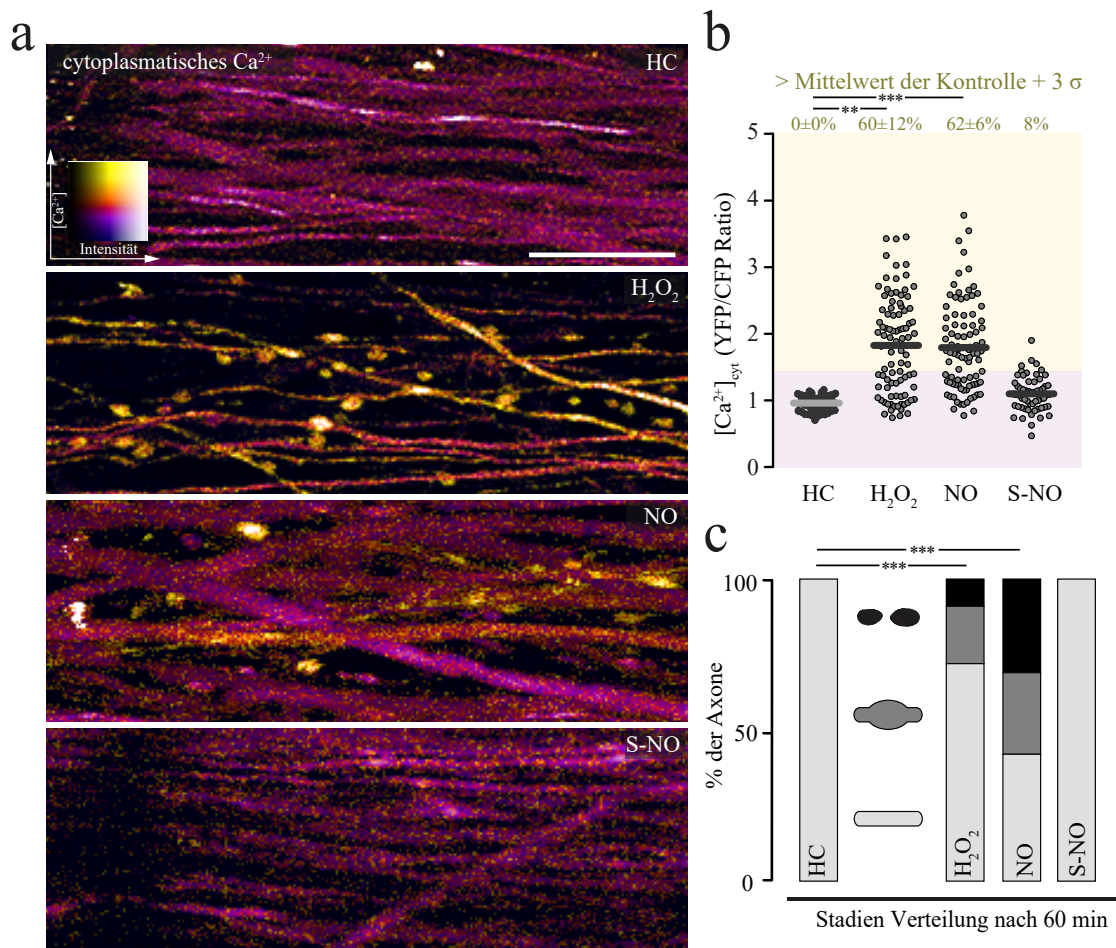 a
cytoplasmatisches Ca²⁺
HC
[Ca²⁺]
Intensität
H₂O₂
NO
S-NO
b
> Mittelwert der Kontrolle + 3 σ
***
**
0±0% 60±12% 62±6% 8%
[Ca²⁺]cyt (YFP/CFP Ratio)
5
4
3
2
1
0
HC H₂O₂ NO S-NO
c
***
***
% der Axone
100
50
0
HC H₂O₂ NO S-NO
Stadien Verteilung nach 60 min